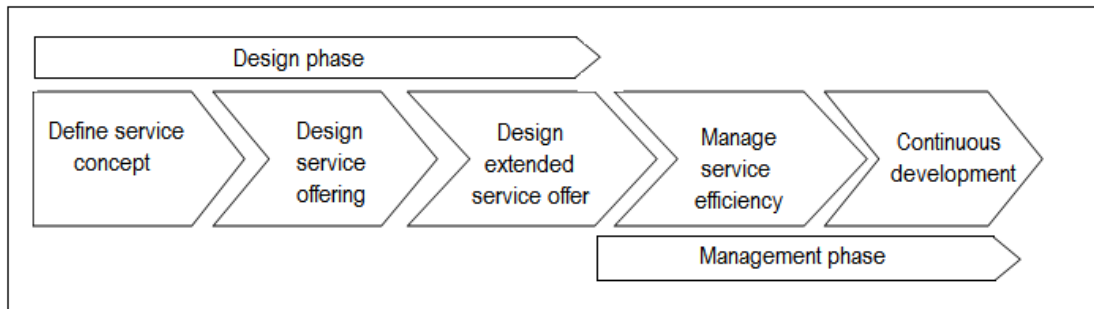 Design phase
Define service
concept
Design
service
offering
Design
extended
service offer
Manage
service
efficiency
Continuous
development
Management phase